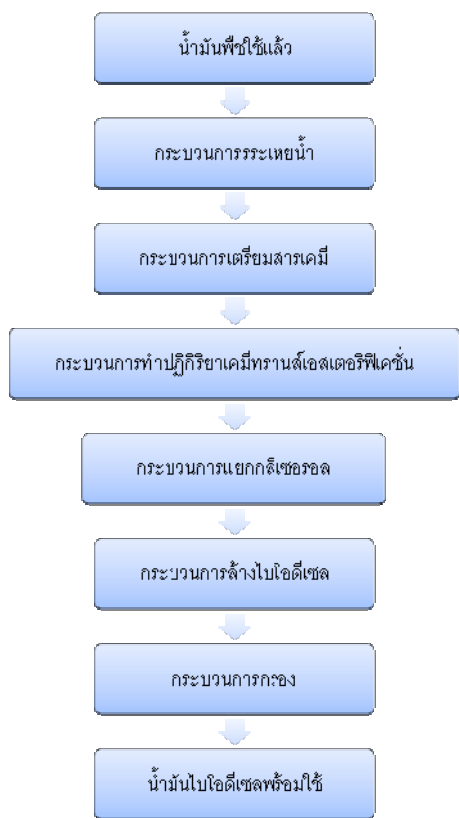 น้ำมันพืชใช้แล้ว
กระบวนการระเหยน้ำ
กระบวนการเตรียมสารเคมี
กระบวนการทำปฏิกิริยาเคมีทรานส์เอสเตอริฟิเคชั่น
กระบวนการแยกกลีเซอรอล
กระบวนการล้างไบโอดีเซล
กระบวนการกรอง
น้ำมันไบโอดีเซลพร้อมใช้